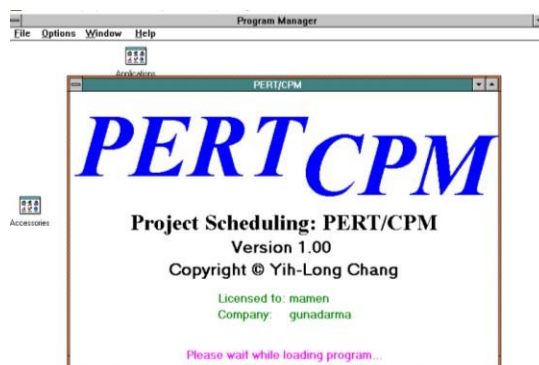 Program Manager
File Options Window Help
Applications
PERT/CPM
PERT CPM
Accessories
Project Scheduling: PERT/CPM
Version 1.00
Copyright © Yih-Long Chang
Licensed to: mamen
Company: gunadarma
Please wait while loading program...